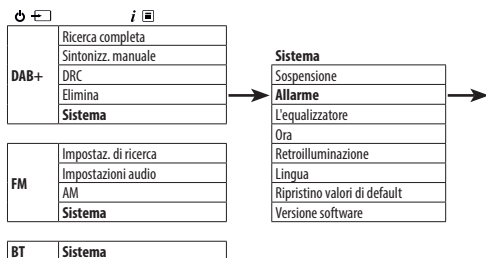 i
DAB+
Ricerca completa
Sintonizz. manuale
DRC
Elimina
Sistema
FM
Impostaz. di ricerca
Impostazioni audio
AM
Sistema
BT
Sistema
Sistema
Sospensione
Allarme
L'equalizzatore
Ora
Retroilluminazione
Lingua
Ripristino valori di default
Versione software